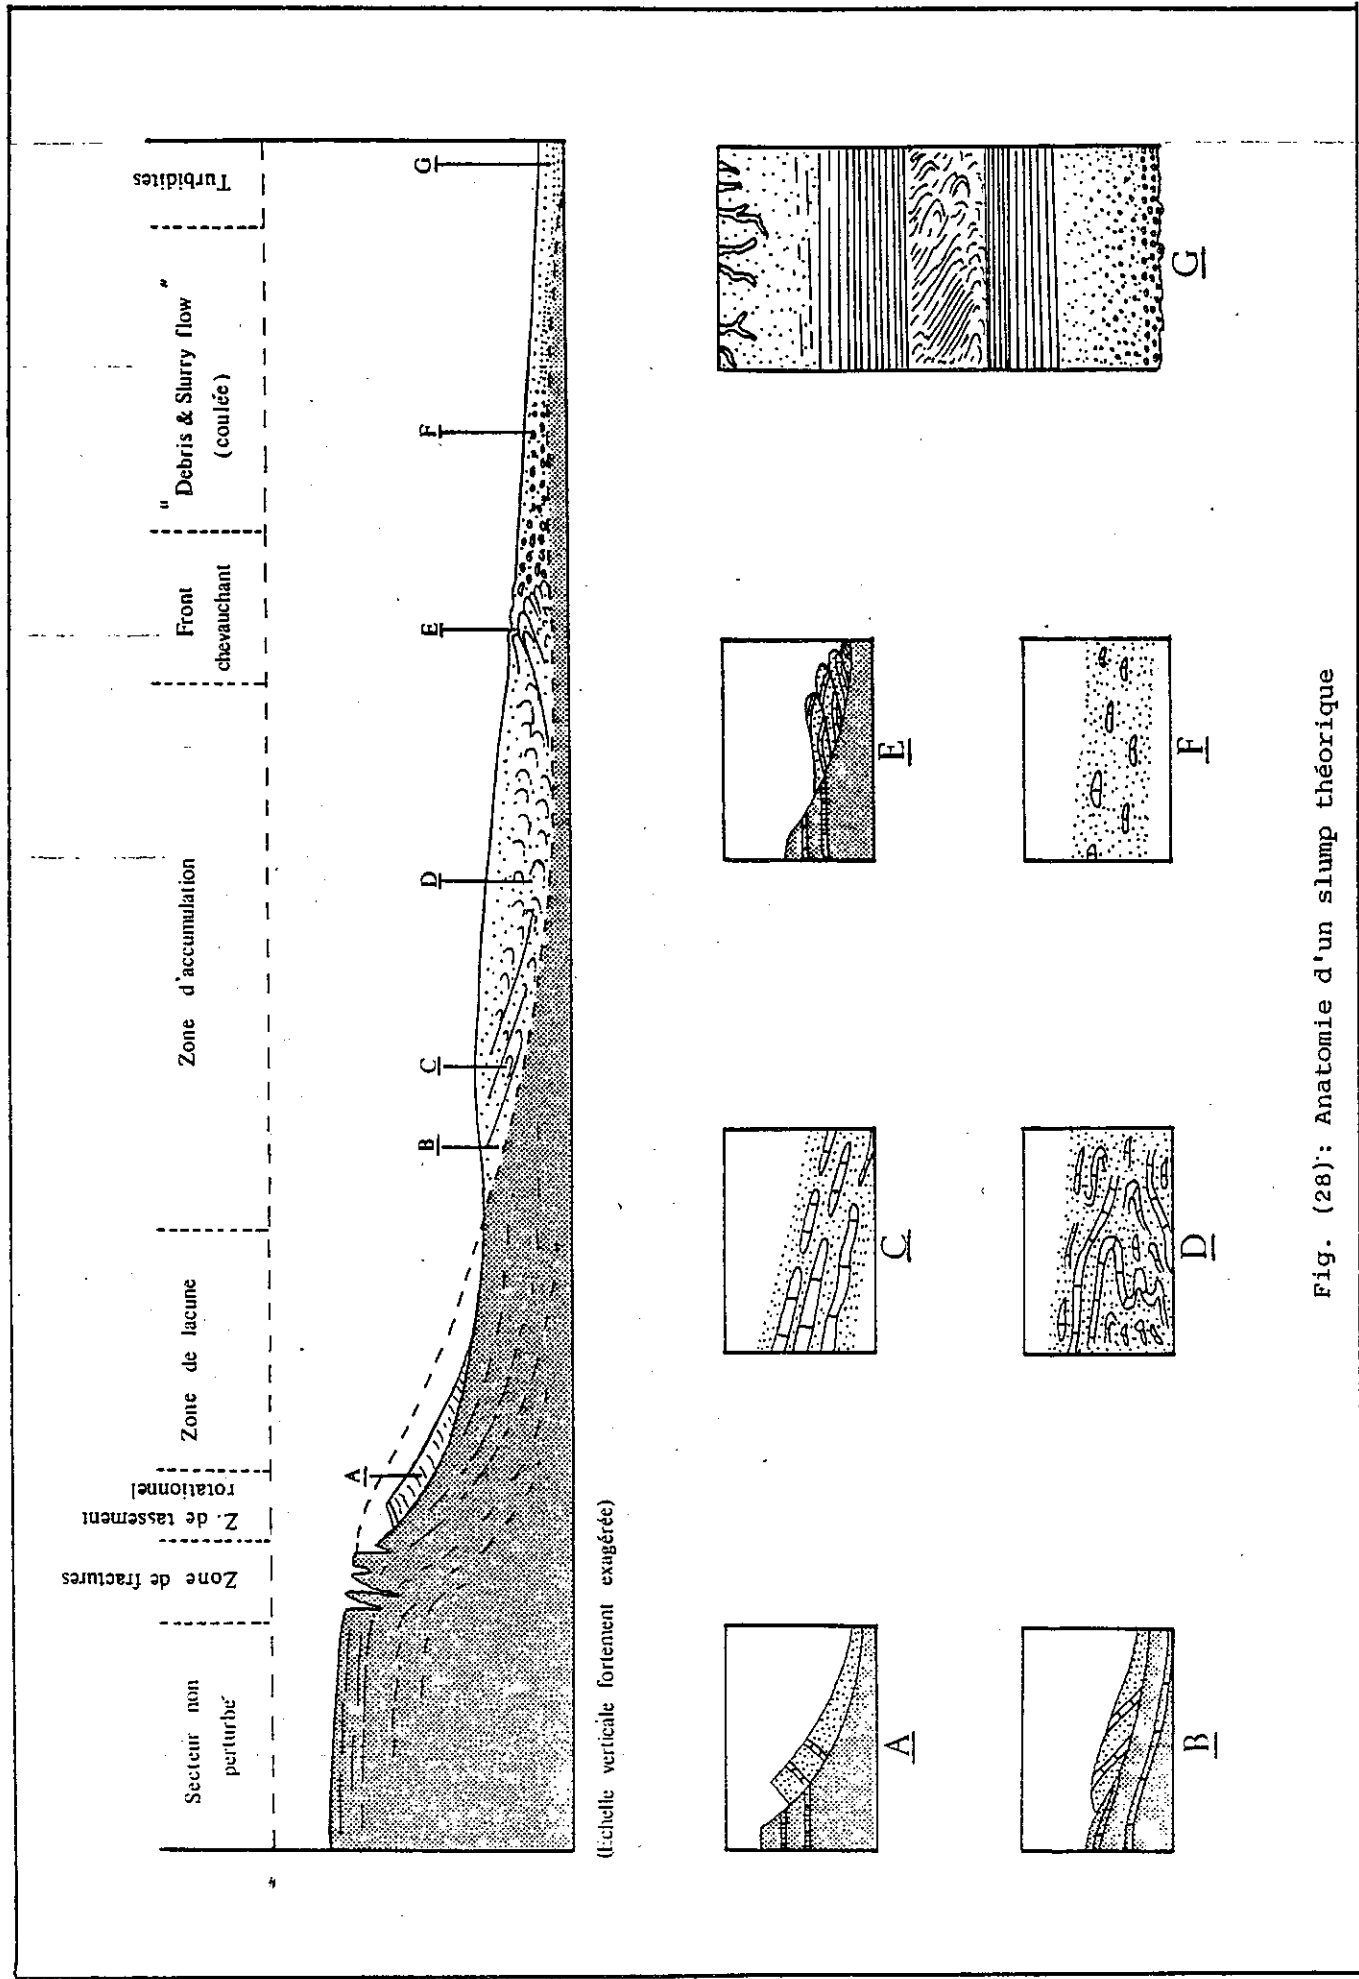 Secteur non
perturbé
Zone de fractures
Z. de tassement
rotationnel
Zone de lacune
Zone d'accumulation
Front
chevauchant
" Debris & Slurry flow "
(coulée)
Turbidites
A
B
C
D
E
F
G
(Echelle verticale fortement exagérée)
A
C
E
G
B
D
F
Fig. (28): Anatomie d'un slump théorique